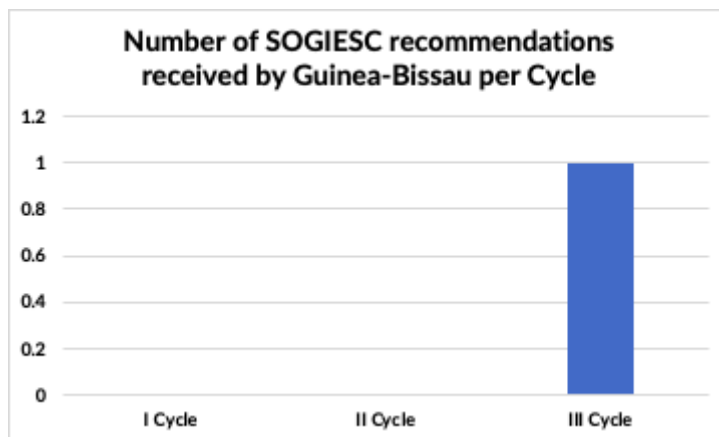 Number of SOGIESC recommendations
received by Guinea-Bissau per Cycle
1.2
1
0.8
0.6
0.4
0.2
0
I Cycle II Cycle III Cycle